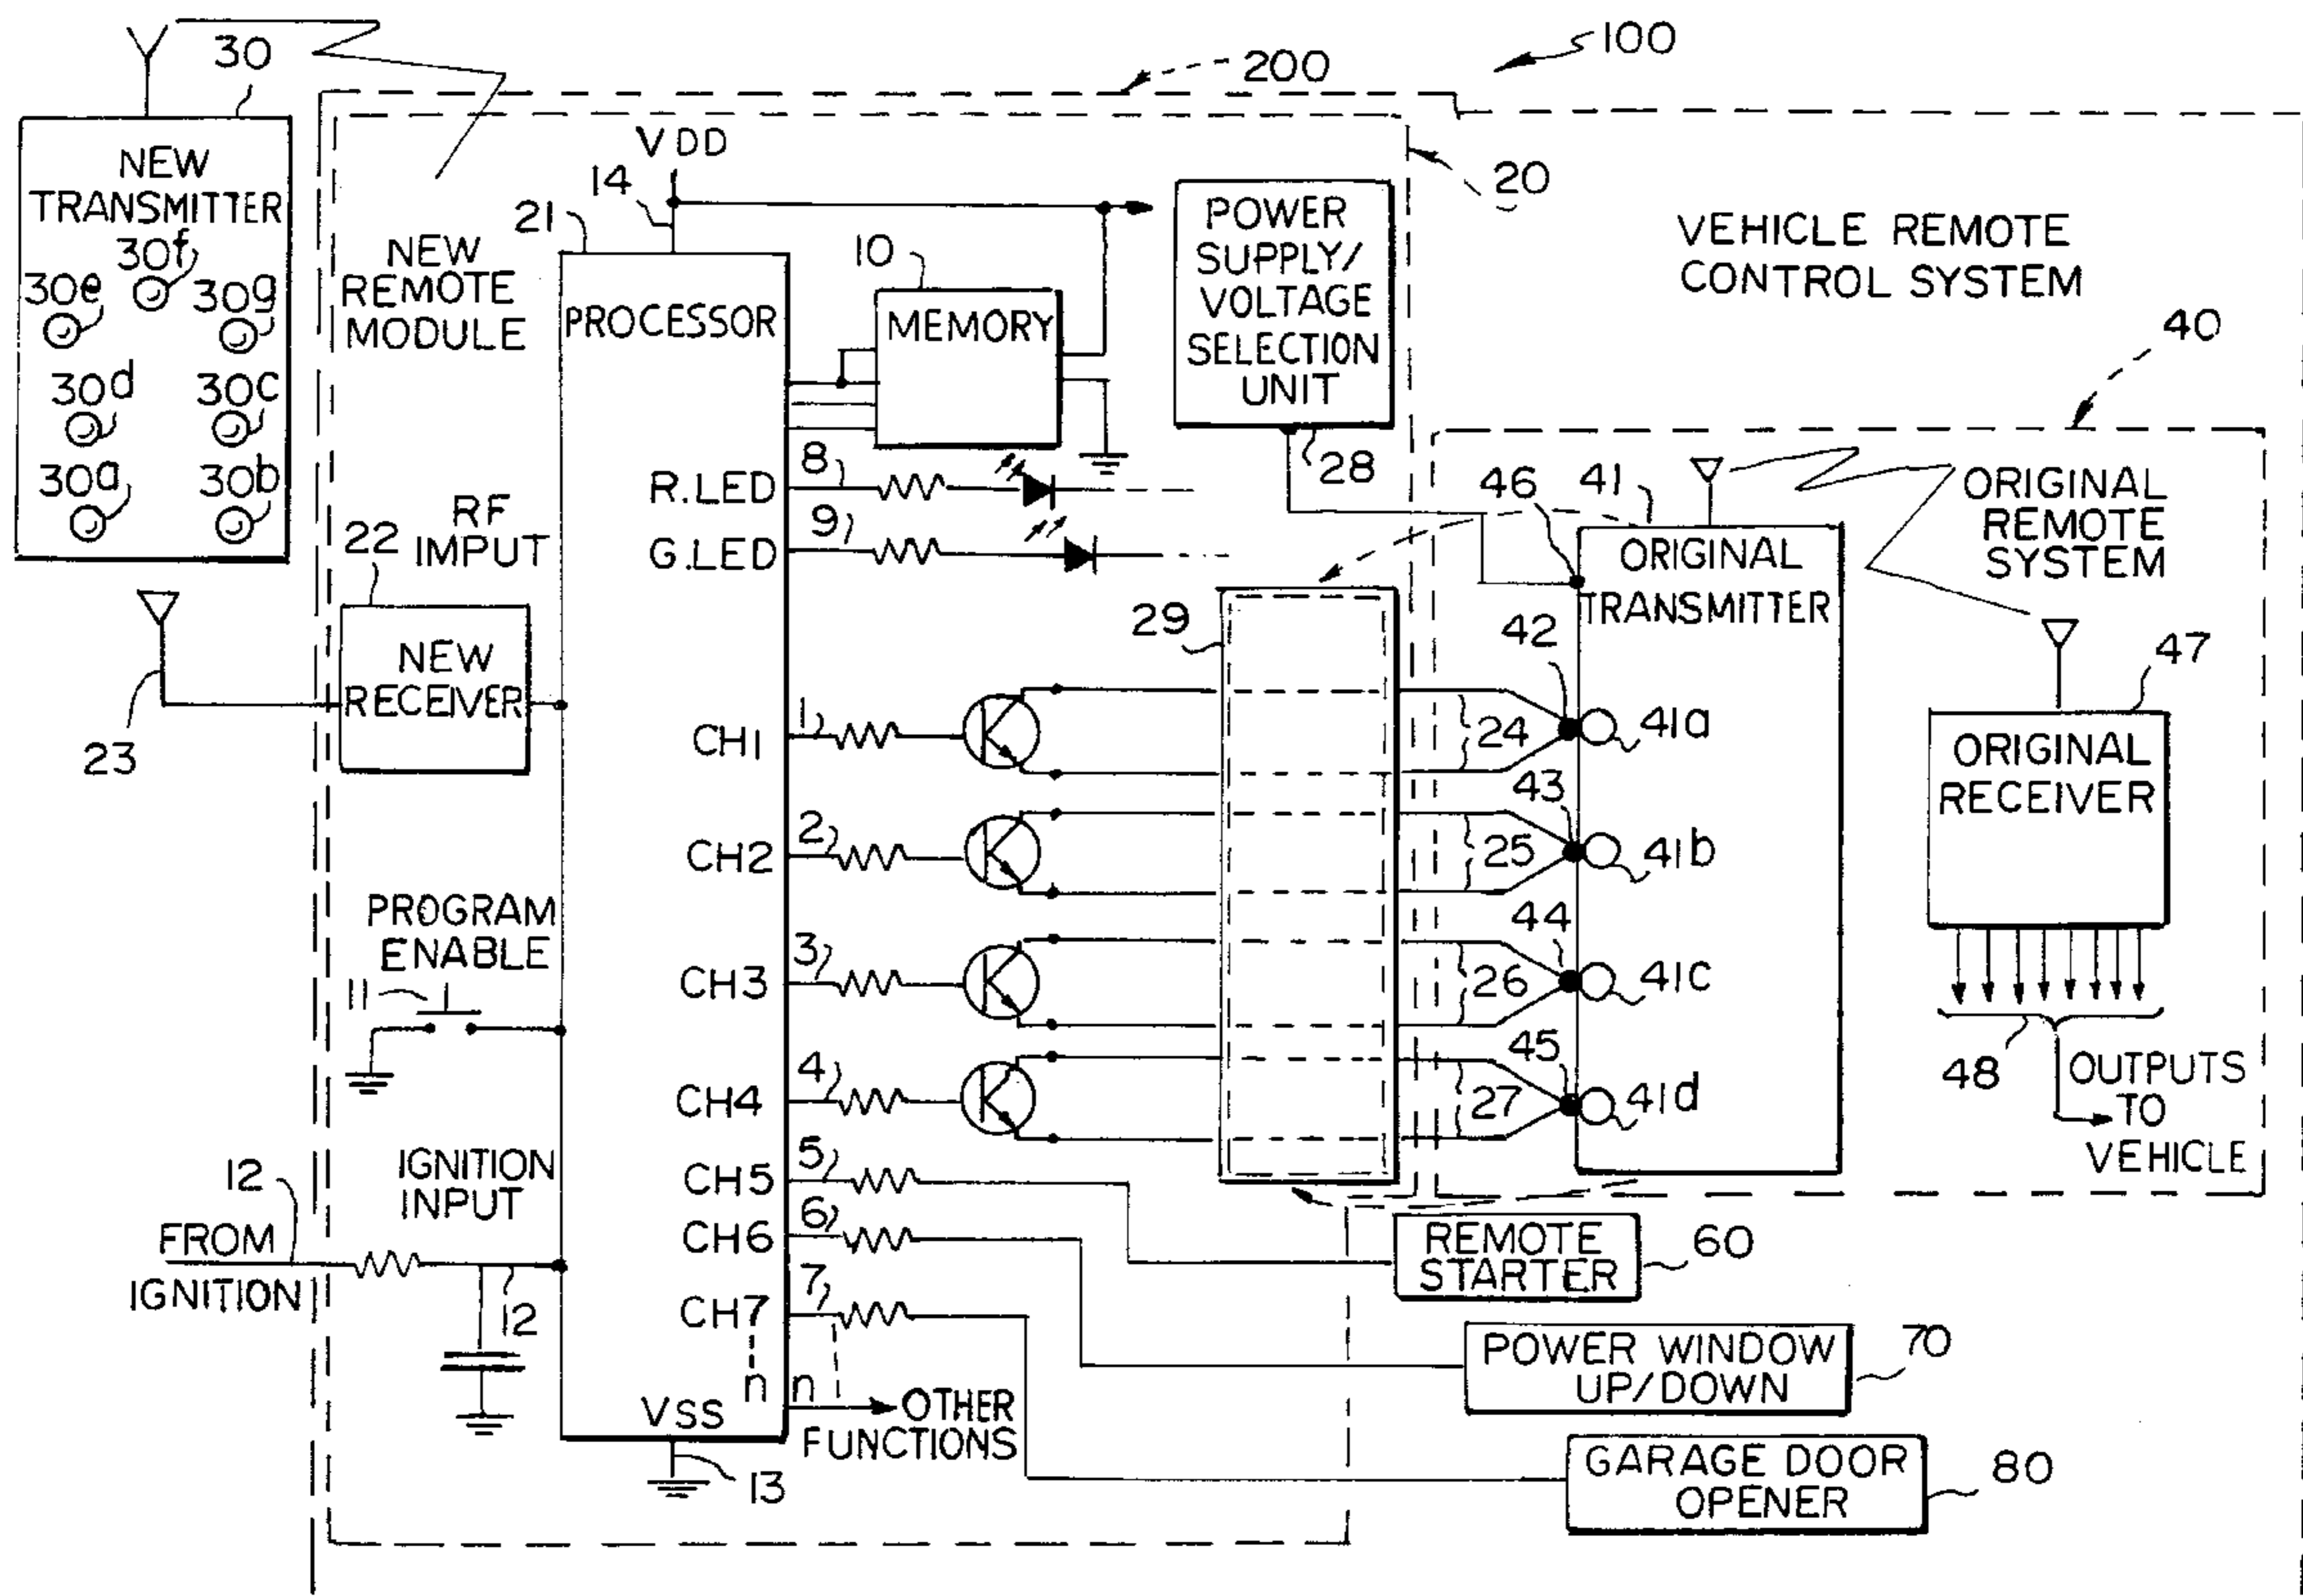 100
200
30
NEW
TRANSMITTER
30f
30e
30g
30d
30c
30a
30b
20
VDD
14
21
NEW
REMOTE
MODULE
PROCESSOR
10
MEMORY
POWER
SUPPLY/
VOLTAGE
SELECTION
UNIT
28
VEHICLE REMOTE
CONTROL SYSTEM
40
R.LED
8
G.LED
9
RF
IMPUT
22
NEW
RECEIVER
23
46
41
ORIGINAL
TRANSMITTER
ORIGINAL
REMOTE
SYSTEM
29
42
47
ORIGINAL
RECEIVER
CH1
1
24
41a
43
CH2
2
25
41b
PROGRAM
ENABLE
11
44
CH3
3
26
41c
45
CH4
4
27
41d
48
OUTPUTS
TO
VEHICLE
IGNITION
INPUT
12
FROM
IGNITION
12
CH5
5
CH6
6
CH7
7
n
n
OTHER
FUNCTIONS
VSS
13
REMOTE
STARTER
60
POWER WINDOW
UP/DOWN
70
GARAGE DOOR
OPENER
80